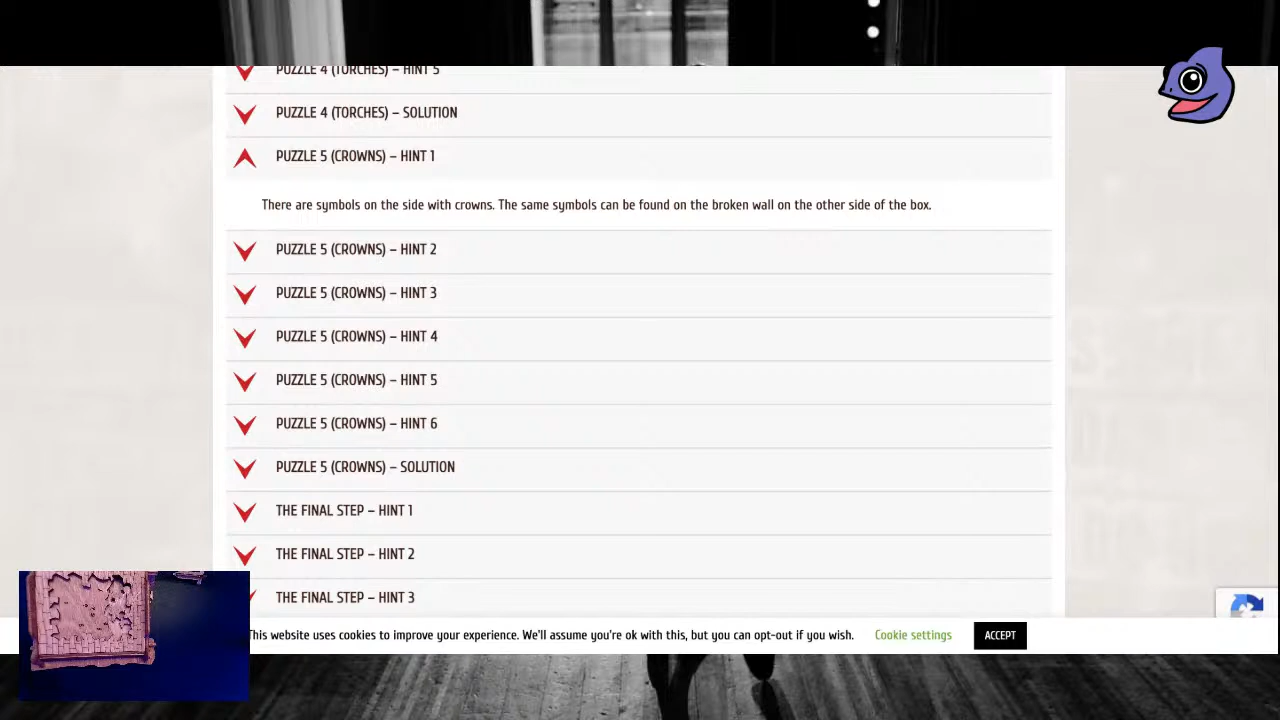 PUZZLE 4 (TORCHES) – HINT 5
PUZZLE 4 (TORCHES) – SOLUTION
PUZZLE 5 (CROWNS) – HINT 1
There are symbols on the side with crowns. The same symbols can be found on the broken wall on the other side of the box.
PUZZLE 5 (CROWNS) – HINT 2
PUZZLE 5 (CROWNS) – HINT 3
PUZZLE 5 (CROWNS) – HINT 4
PUZZLE 5 (CROWNS) – HINT 5
PUZZLE 5 (CROWNS) – HINT 6
PUZZLE 5 (CROWNS) – SOLUTION
THE FINAL STEP – HINT 1
THE FINAL STEP – HINT 2
THE FINAL STEP – HINT 3
This website uses cookies to improve your experience. We'll assume you're ok with this, but you can opt-out if you wish. Cookie settings ACCEPT